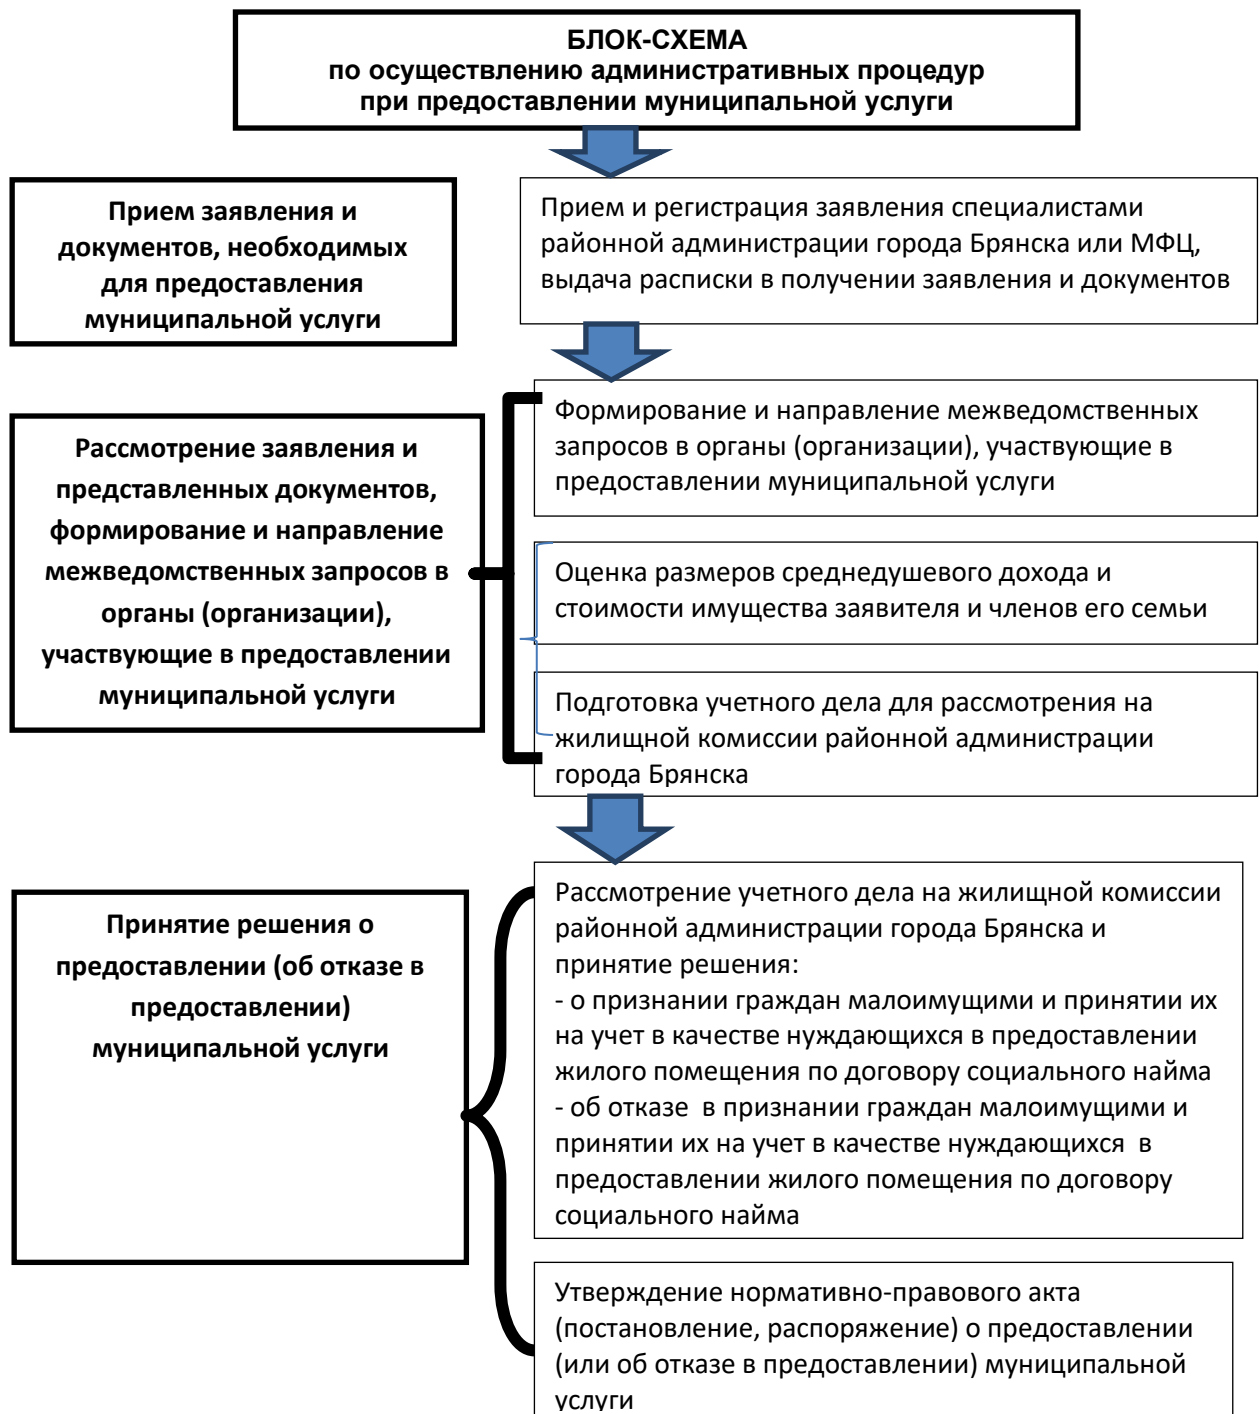 БЛОК-СХЕМА
по осуществлению административных процедур
при предоставлении муниципальной услуги
Прием заявления и
документов, необходимых
для предоставления
муниципальной услуги
Прием и регистрация заявления специалистами
районной администрации города Брянска или МФЦ,
выдача расписки в получении заявления и документов
Рассмотрение заявления и
представленных документов,
формирование и направление
межведомственных запросов в
органы (организации),
участвующие в предоставлении
муниципальной услуги
Формирование и направление межведомственных
запросов в органы (организации), участвующие в
предоставлении муниципальной услуги
Оценка размеров среднедушевого дохода и
стоимости имущества заявителя и членов его семьи
Подготовка учетного дела для рассмотрения на
жилищной комиссии районной администрации
города Брянска
Принятие решения о
предоставлении (об отказе в
предоставлении)
муниципальной услуги
Рассмотрение учетного дела на жилищной комиссии
районной администрации города Брянска и
принятие решения:
- о признании граждан малоимущими и принятии их
на учет в качестве нуждающихся в предоставлении
жилого помещения по договору социального найма
- об отказе  в признании граждан малоимущими и
принятии их на учет в качестве нуждающихся  в
предоставлении жилого помещения по договору
социального найма
Утверждение нормативно-правового акта
(постановление, распоряжение) о предоставлении
(или об отказе в предоставлении) муниципальной
услуги